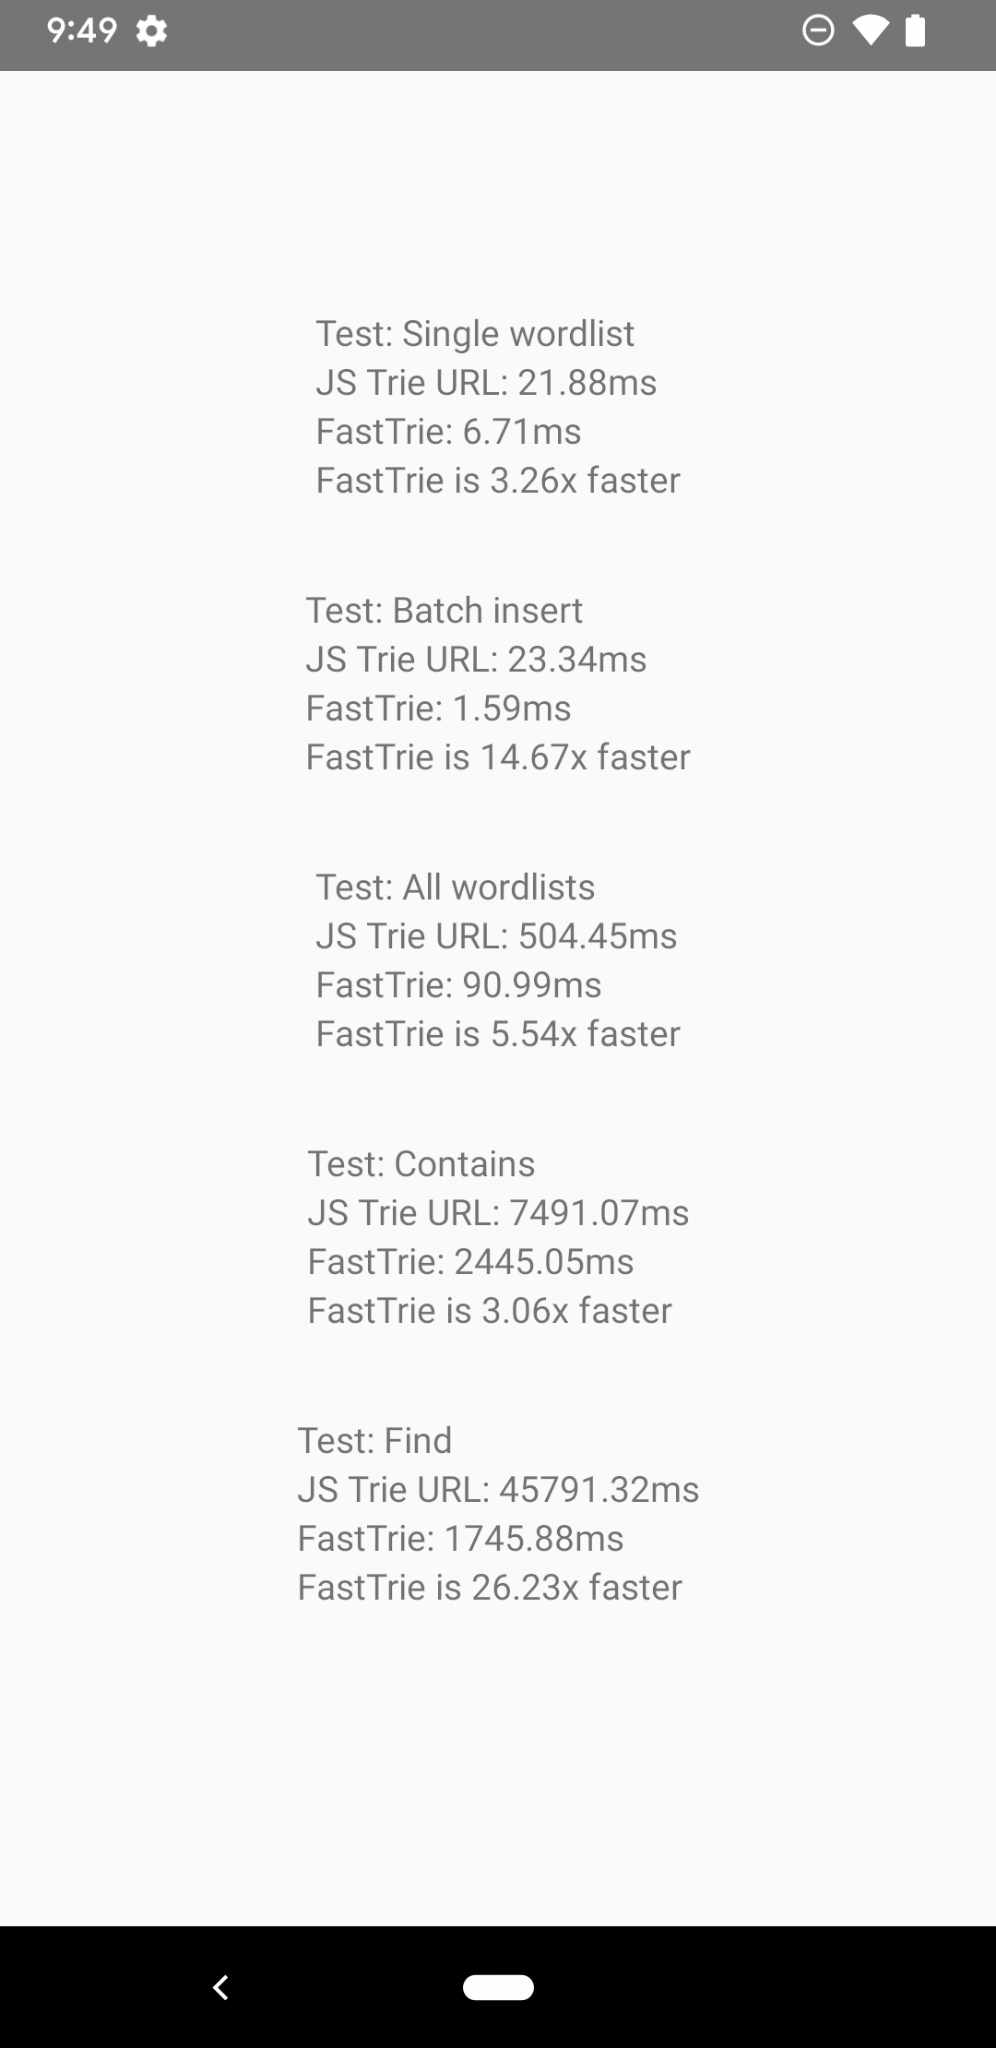 9:49
Test: Single wordlist
JS Trie URL: 21.88ms
FastTrie: 6.71ms
FastTrie is 3.26x faster
Test: Batch insert
JS Trie URL: 23.34ms
FastTrie: 1.59ms
FastTrie is 14.67x faster
Test: All wordlists
JS Trie URL: 504.45ms
FastTrie: 90.99ms
FastTrie is 5.54x faster
Test: Contains
JS Trie URL: 7491.07ms
FastTrie: 2445.05ms
FastTrie is 3.06x faster
Test: Find
JS Trie URL: 45791.32ms
FastTrie: 1745.88ms
FastTrie is 26.23x faster